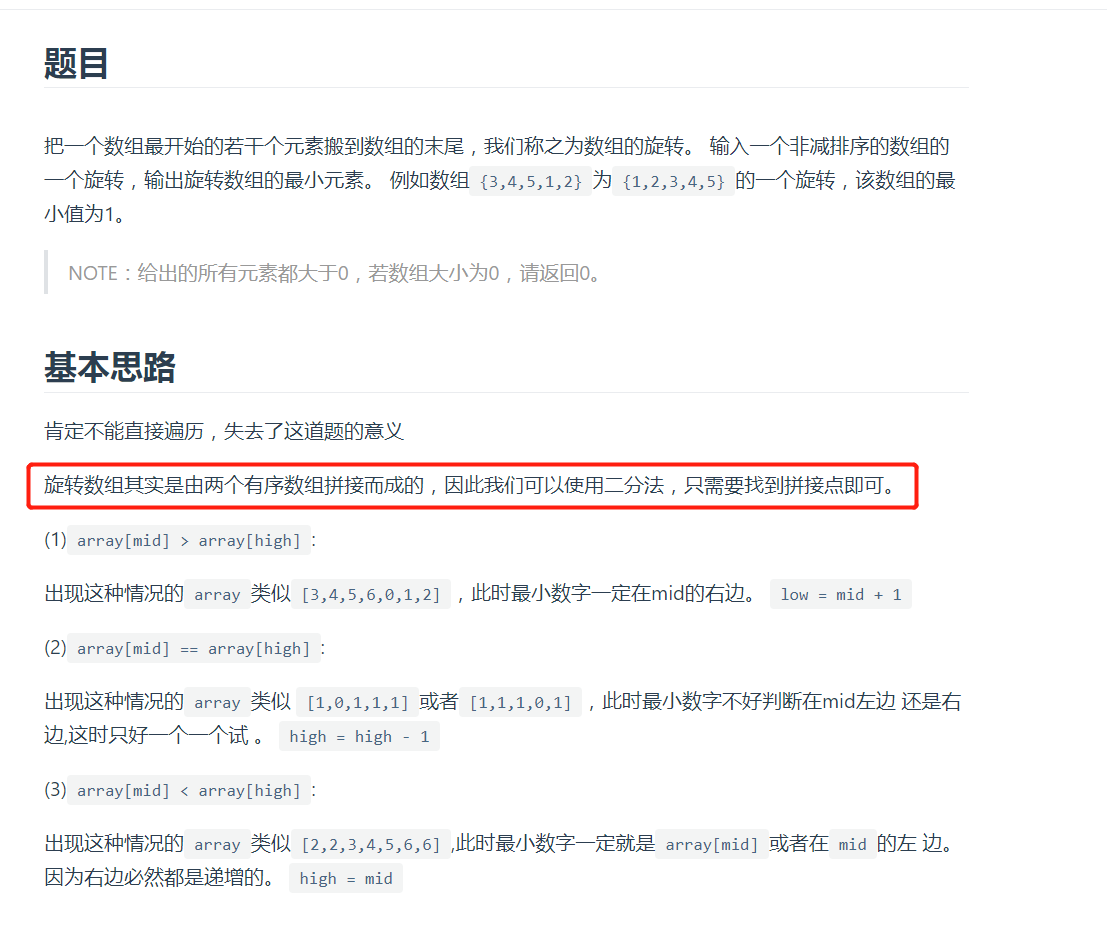 题目
把一个数组最开始的若干个元素搬到数组的末尾，我们称之为数组的旋转。 输入一个非减排序的数组的
一个旋转，输出旋转数组的最小元素。 例如数组 {3,4,5,1,2} 为 {1,2,3,4,5} 的一个旋转，该数组的最
小值为1。
NOTE：给出的所有元素都大于0，若数组大小为0，请返回0。
基本思路
肯定不能直接遍历，失去了这道题的意义
旋转数组其实是由两个有序数组拼接而成的，因此我们可以使用二分法，只需要找到拼接点即可。
(1) array[mid] > array[high] :
出现这种情况的 array 类似 [3,4,5,6,0,1,2] ，此时最小数字一定在mid的右边。 low = mid + 1
(2) array[mid] == array[high] :
出现这种情况的 array 类似 [1,0,1,1,1] 或者 [1,1,1,0,1] ，此时最小数字不好判断在mid左边 还是右
边,这时只好一个一个试 。 high = high - 1
(3) array[mid] < array[high] :
出现这种情况的 array 类似 [2,2,3,4,5,6,6] ,此时最小数字一定就是 array[mid] 或者在 mid 的左 边。
因为右边必然都是递增的。 high = mid